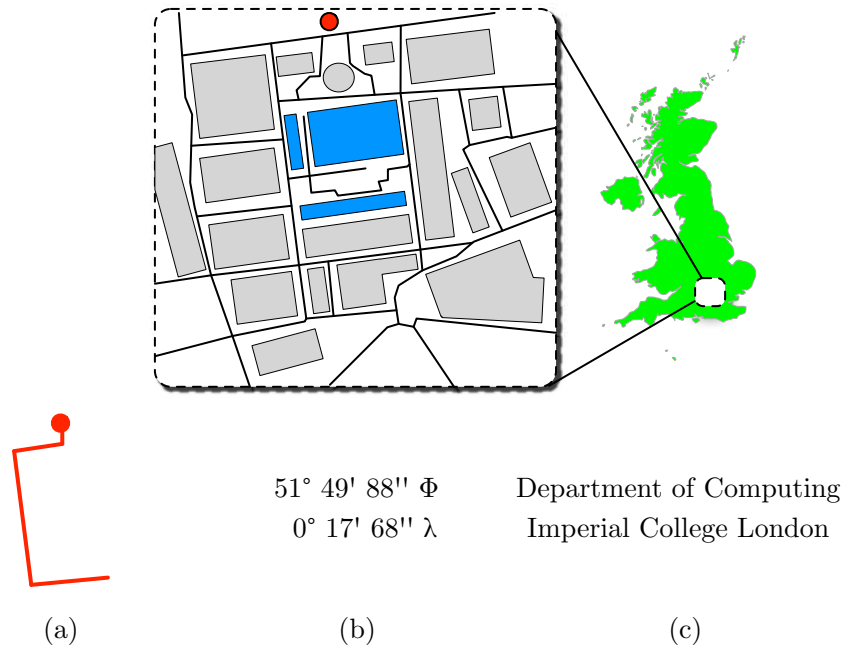 51° 49' 88'' Φ
0° 17' 68'' λ
Department of Computing
Imperial College London
(a)
(b)
(c)